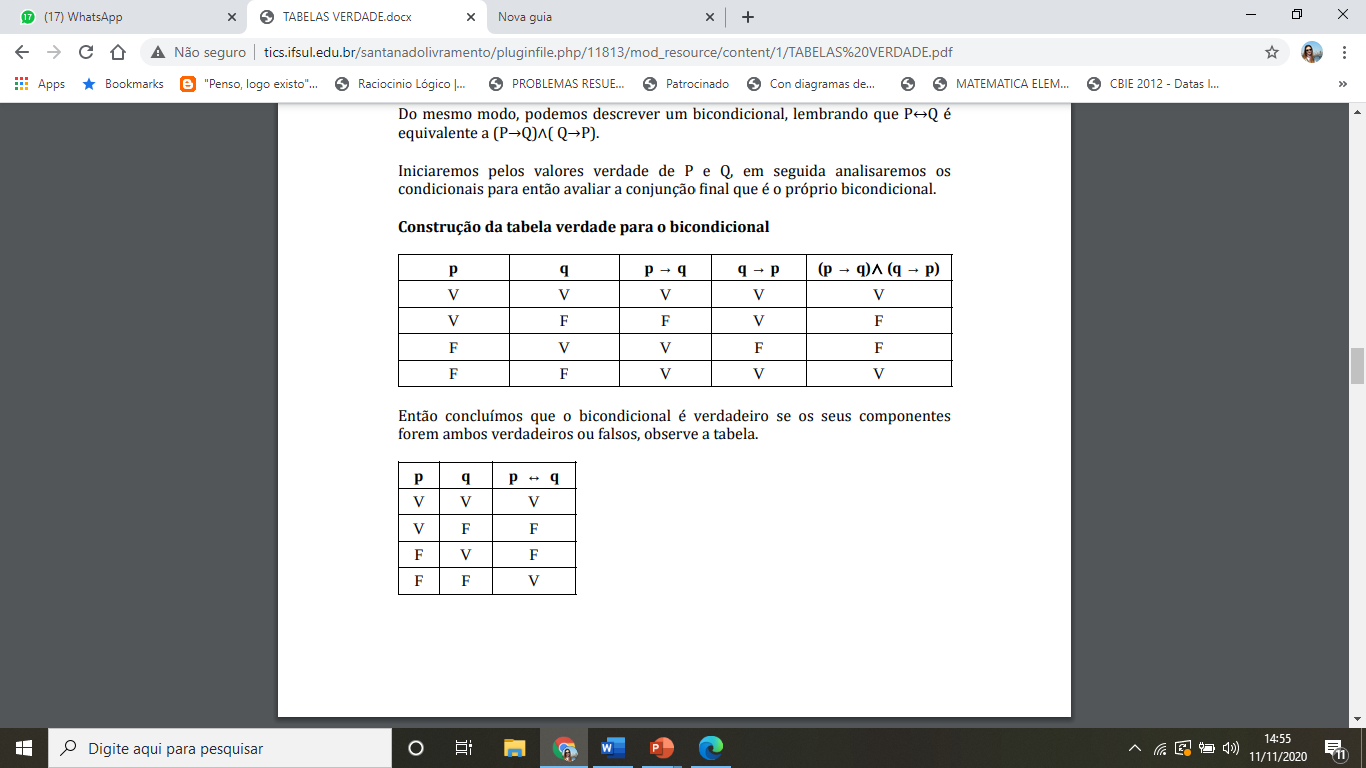 (17) WhatsApp
TABELAS VERDADE.docx
Nova guia
Não seguro | tics.ifsul.edu.br/santanadolivramento/pluginfile.php/11813/mod_resource/content/1/TABELAS%20VERDADE.pdf
Apps
Bookmarks
"Penso, logo existo"...
Raciocinio Lógico |...
PROBLEMAS RESUE...
Patrocinado
Con diagramas de...
MATEMATICA ELEM...
CBIE 2012 - Datas I...
»
Do mesmo modo, podemos descrever um bicondicional, lembrando que P↔Q é
equivalente a (P→Q)∧( Q→P).
Iniciaremos pelos valores verdade de P e Q, em seguida analisaremos os
condicionais para então avaliar a conjunção final que é o próprio bicondicional.
Construção da tabela verdade para o bicondicional
p q p → q q → p (p → q)∧ (q → p)
V V V V V
V F F V F
F V V F F
F F V V V
Então concluímos que o bicondicional é verdadeiro se os seus componentes
forem ambos verdadeiros ou falsos, observe a tabela.
p q p ↔ q
V V V
V F F
F V F
F F V
Digite aqui para pesquisar
14:55
11/11/2020
11